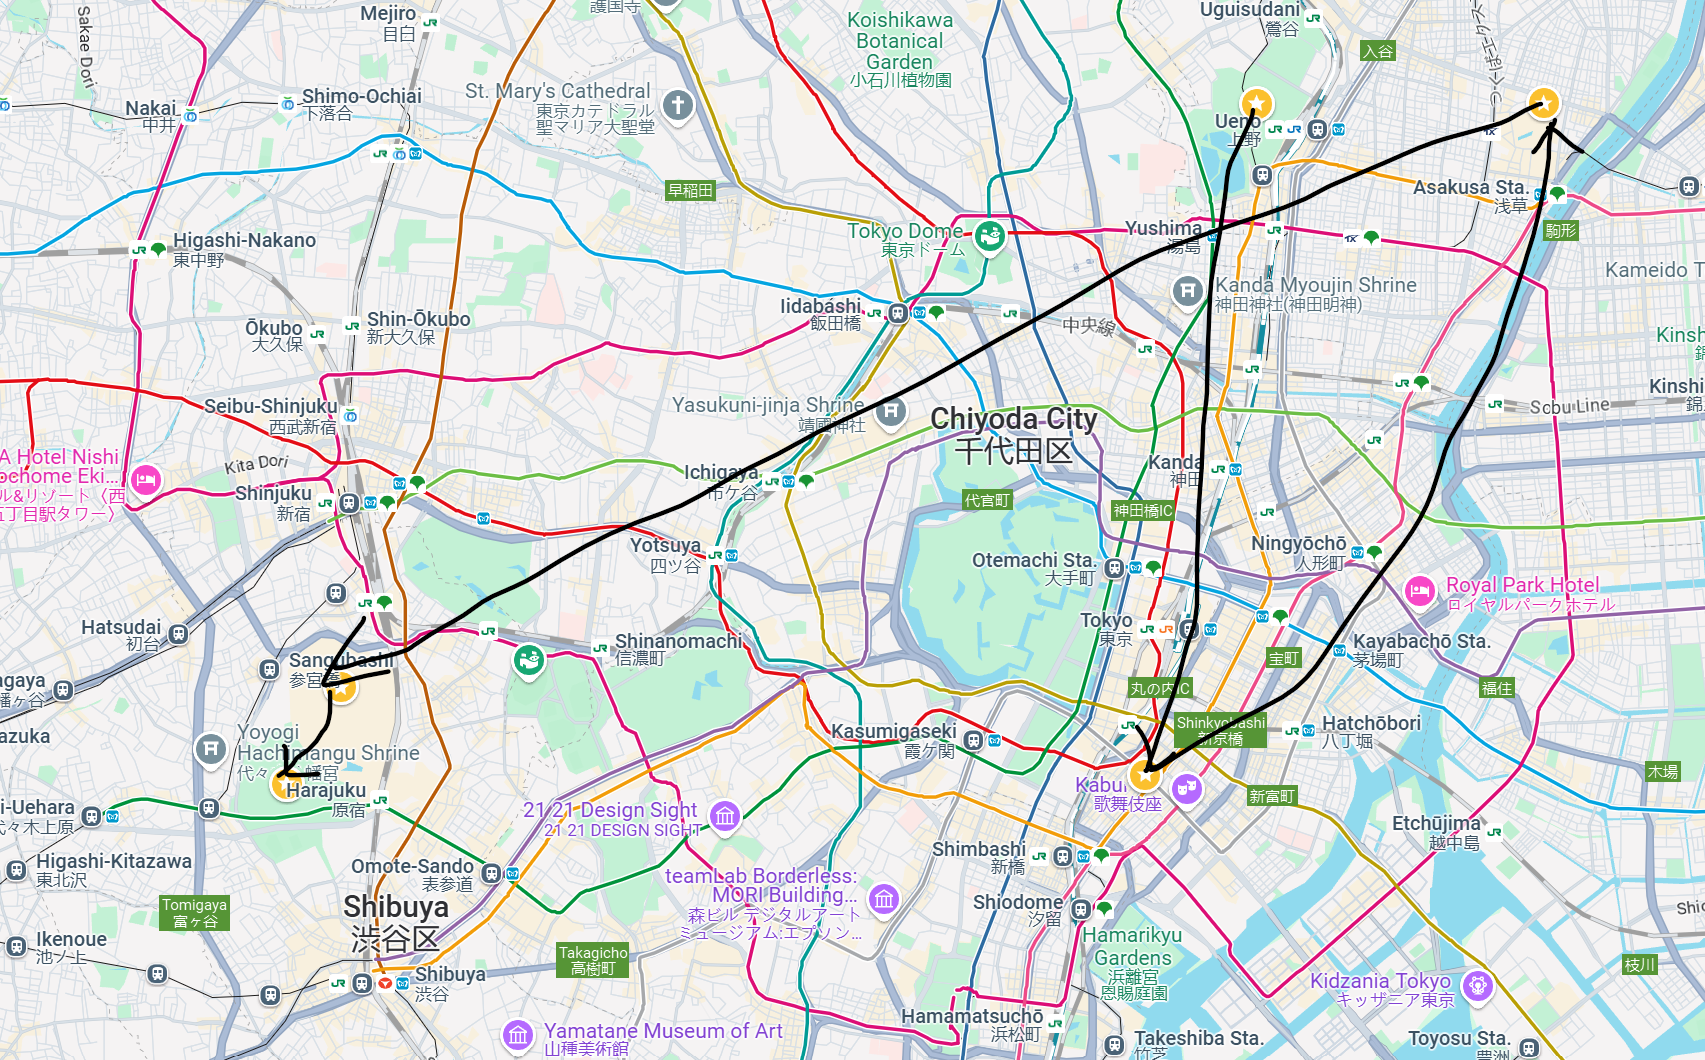 Mejiro
目白
護国寺
Koishikawa
Botanical
Garden
小石川植物園
Uguisudani
鶯谷
入谷
Sakae Dori
Nakai
中井
Shimo-Ochiai
下落合
St. Mary's Cathedral
東京カテドラル
聖マリア大聖堂
Ueno
上野
早稲田
Asakusa Sta.
浅草
駒形
Higashi-Nakano
東中野
Tokyo Dome
東京ドーム
Yushima
湯島
Kameido T
Kanda Myoujin Shrine
神田神社(神田明神)
Iidabashi
飯田橋
中央線
Ōkubo
大久保
Shin-Ōkubo
新大久保
Kinsh
Kinshi
Seibu-Shinjuku
西武新宿
Yasukuni-jinja Shrine
靖國神社
Chiyoda City
千代田区
Sobu Line
A Hotel Nishi
ochome Eki...
ル&リゾート〈西
五丁目駅タワー〉
Kita Dori
Ichigaya
市ケ谷
Kanda
神田
Shinjuku
新宿
代官町
神田橋IC
Yotsuya
四ツ谷
Otemachi Sta.
大手町
Ningyōchō
人形町
Royal Park Hotel
ロイヤルパークホテル
Hatsudai
初台
Tokyo
東京
Shinanomachi
信濃町
Kayabachō Sta.
茅場町
Sangubashi
参宮橋
宝町
agaya
幡ヶ谷
丸の内IC
福住
Yoyogi
Hachimangu Shrine
代々 幡宮
azuka
Kasumigaseki
霞ケ関
Shinkyobashi
新京橋
Hatchōbori
八丁堀
木場
Kabu
歌舞伎座
新富町
Harajuku
原宿
i-Uehara
代々木上原
21 21 Design Sight
21 21 DESIGN SIGHT
Etchūjima
越中島
Higashi-Kitazawa
東北沢
Omote-Sando
表参道
Shimbashi
新橋
teamLab Borderless:
MORI Building...
森ビル デジタルアート
ミュージアム:エプソン...
Shibuya
渋谷区
Tomigaya
富ヶ谷
Shiodome
汐留
Ikenoue
池ノ上
Takagicho
高樹町
Hamarikyu
Gardens
浜離宮
恩賜庭園
枝川
Shibuya
渋谷
Kidzania Tokyo
キッザニア東京
Hamamatsuchō
浜松町
Yamatane Museum of Art
山種美術館
Takeshiba Sta.
竹芝
Toyosu Sta.
豊洲